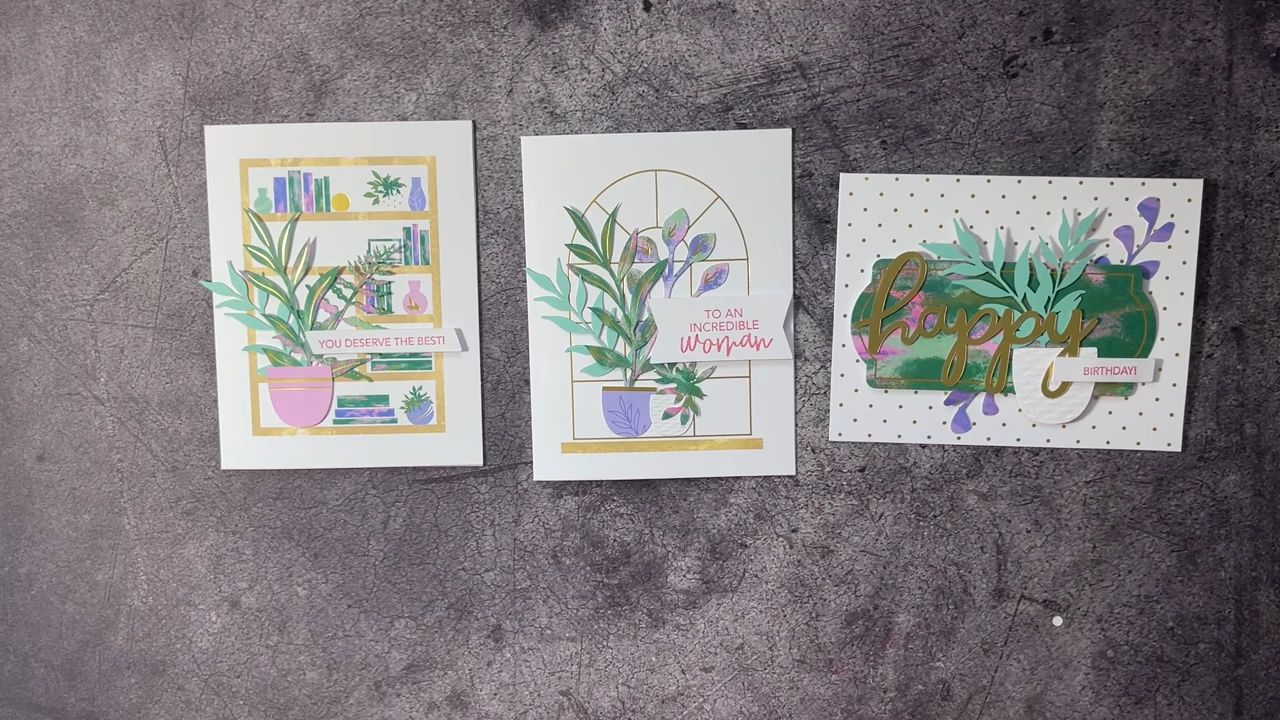 YOU DESERVE THE BEST!
TO AN
INCREDIBLE
woman
happy
BIRTHDAY!